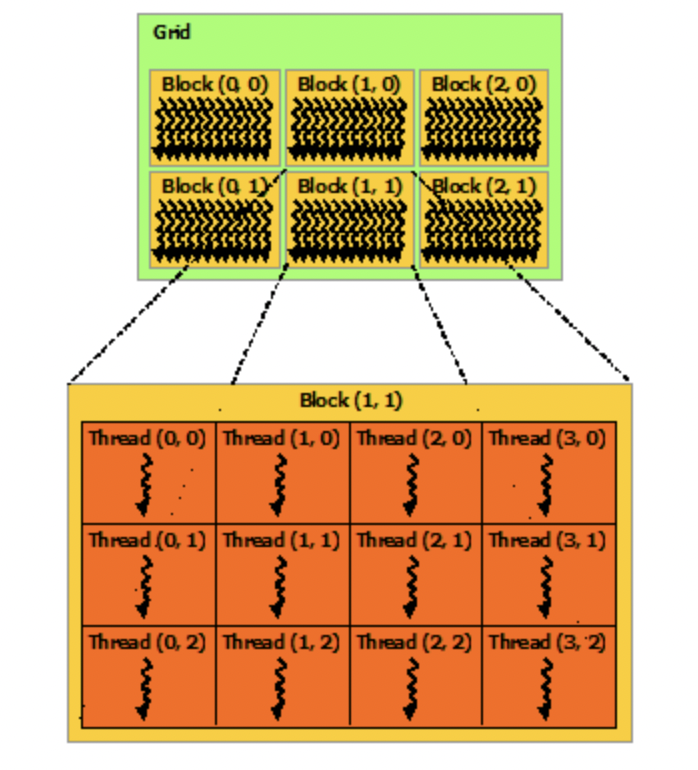 Grid
Block (0, 0) Block (1, 0) Block (2, 0)
Block (0, 1) Block (1, 1) Block (2, 1)
Block (1, 1)
Thread (0, 0) Thread (1, 0) Thread (2, 0) Thread (3, 0)
Thread (0, 1) Thread (1, 1) Thread (2, 1) Thread (3, 1)
Thread (0, 2) Thread (1, 2) Thread (2, 2) Thread (3, 2)